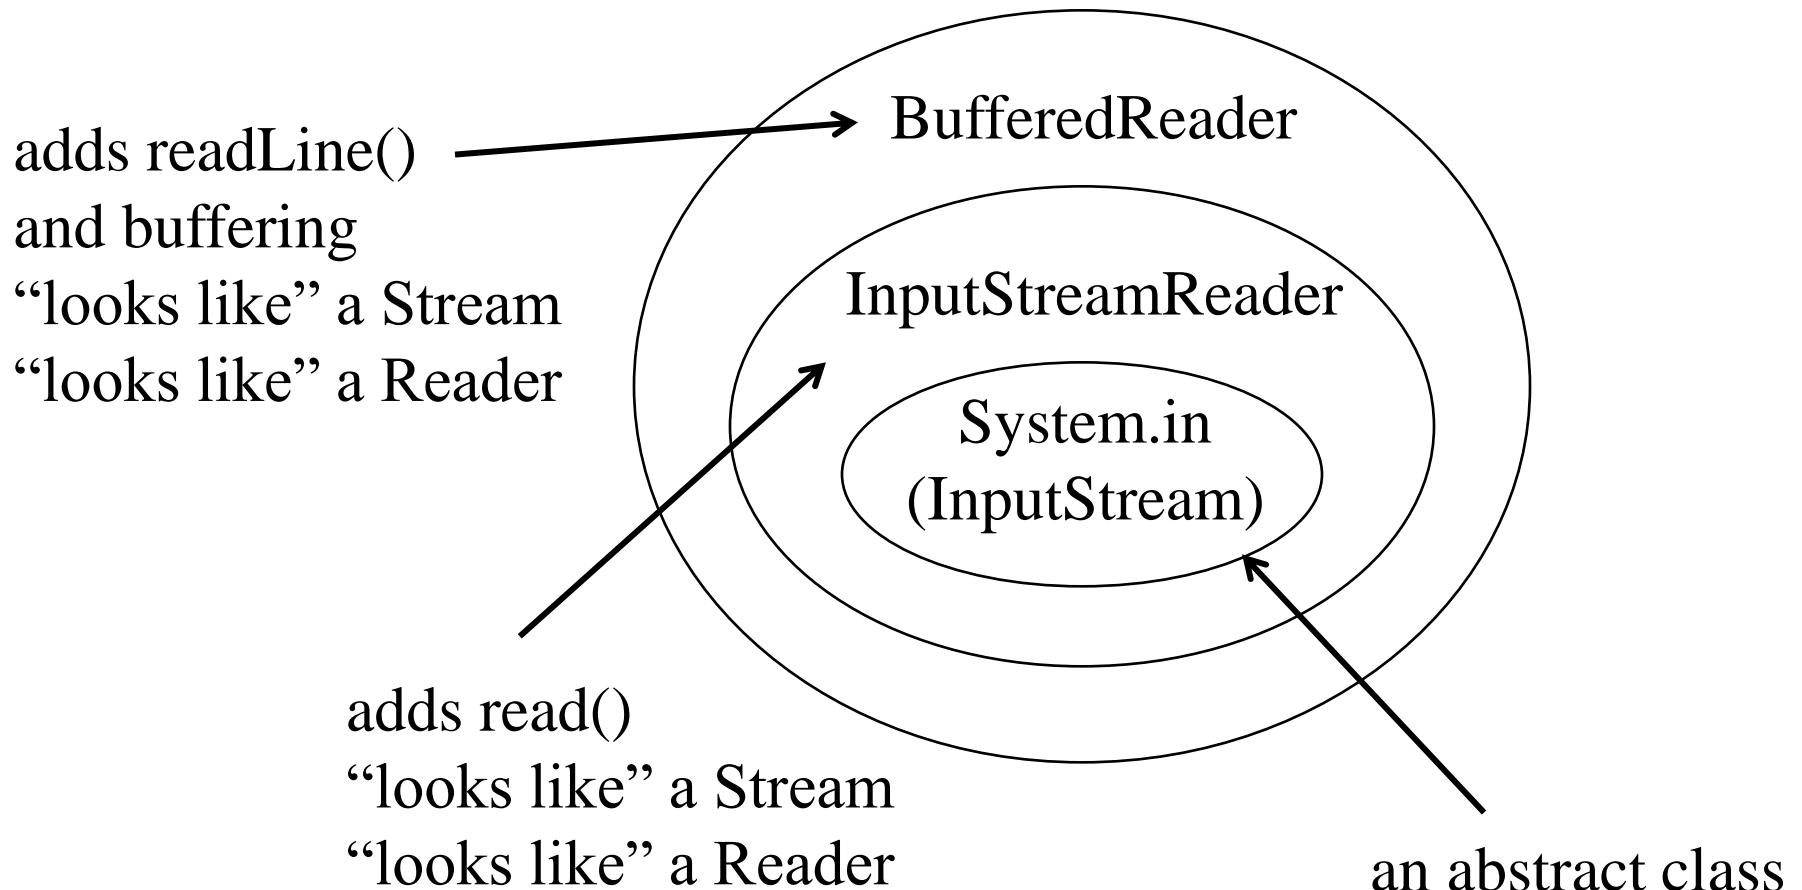 BufferedReader
adds readLine()
and buffering
“looks like” a Stream
“looks like” a Reader
InputStreamReader
System.in
(InputStream)
adds read()
“looks like” a Stream
“looks like” a Reader
an abstract class